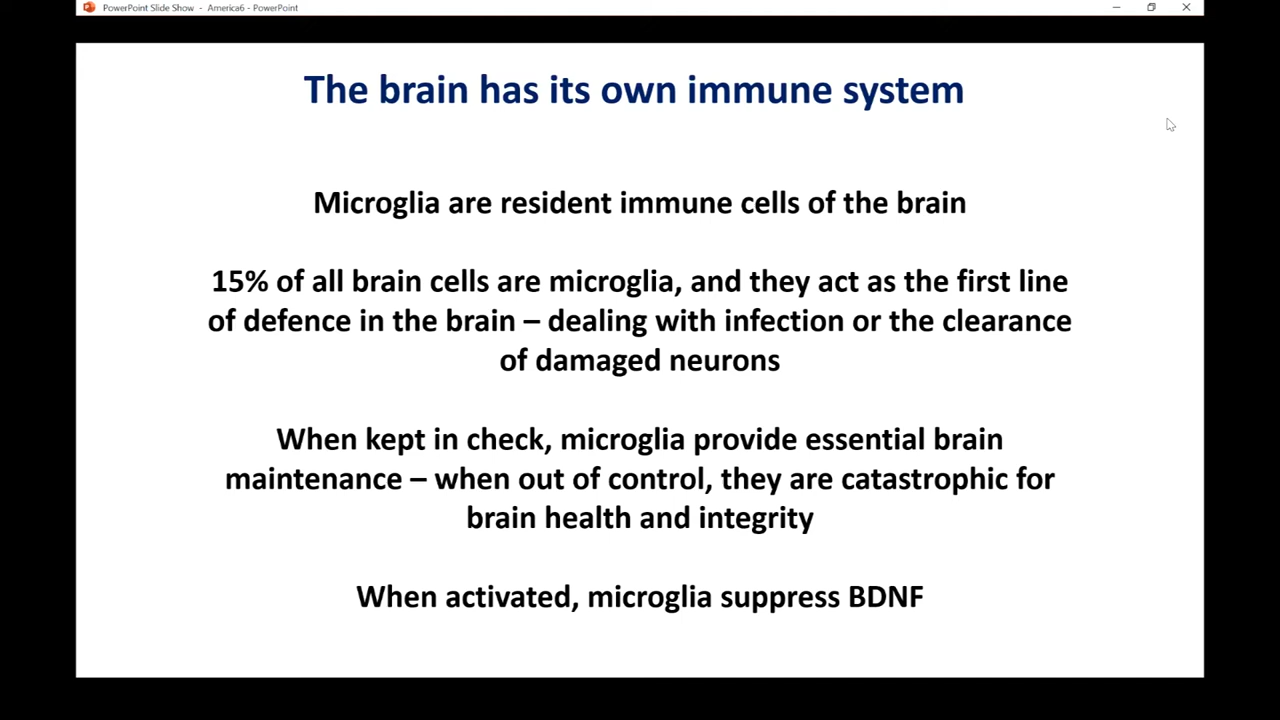 PowerPoint Slide Show - America6 - PowerPoint
The brain has its own immune system
Microglia are resident immune cells of the brain
15% of all brain cells are microglia, and they act as the first line
of defence in the brain – dealing with infection or the clearance
of damaged neurons
When kept in check, microglia provide essential brain
maintenance – when out of control, they are catastrophic for
brain health and integrity
When activated, microglia suppress BDNF